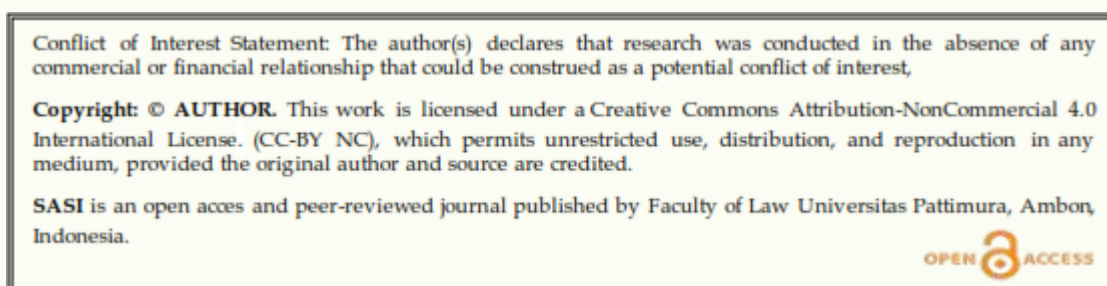 Conflict of Interest Statement: The author(s) declares that research was conducted in the absence of any
commercial or financial relationship that could be construed as a potential conflict of interest,
Copyright: © AUTHOR. This work is licensed under a Creative Commons Attribution-NonCommercial 4.0
International License. (CC-BY NC), which permits unrestricted use, distribution, and reproduction in any
medium, provided the original author and source are credited.
SASI is an open acces and peer-reviewed journal published by Faculty of Law Universitas Pattimura, Ambon,
Indonesia.
OPEN ACCESS